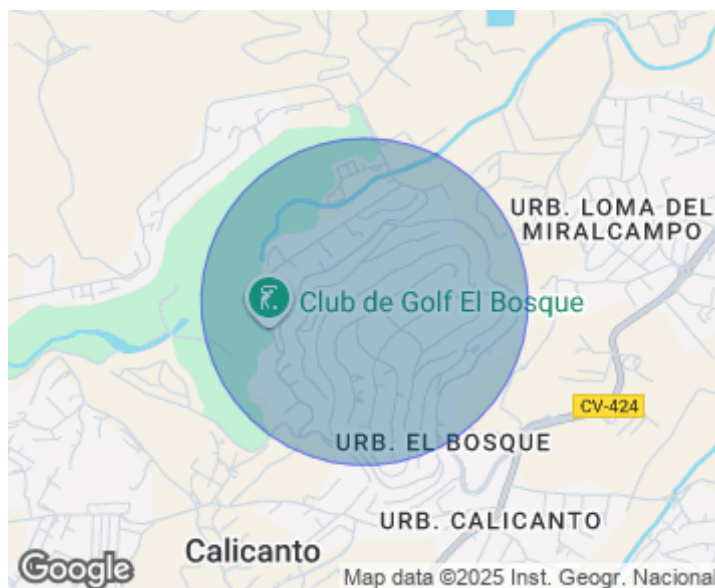 URB. LOMA DEL
MIRALCAMPO
Club de Golf El Bosque
CV-424
URB. EL BOSQUE
URB. CALICANTO
Calicanto
Google
Map data ©2025 Inst. Geogr. Nacional